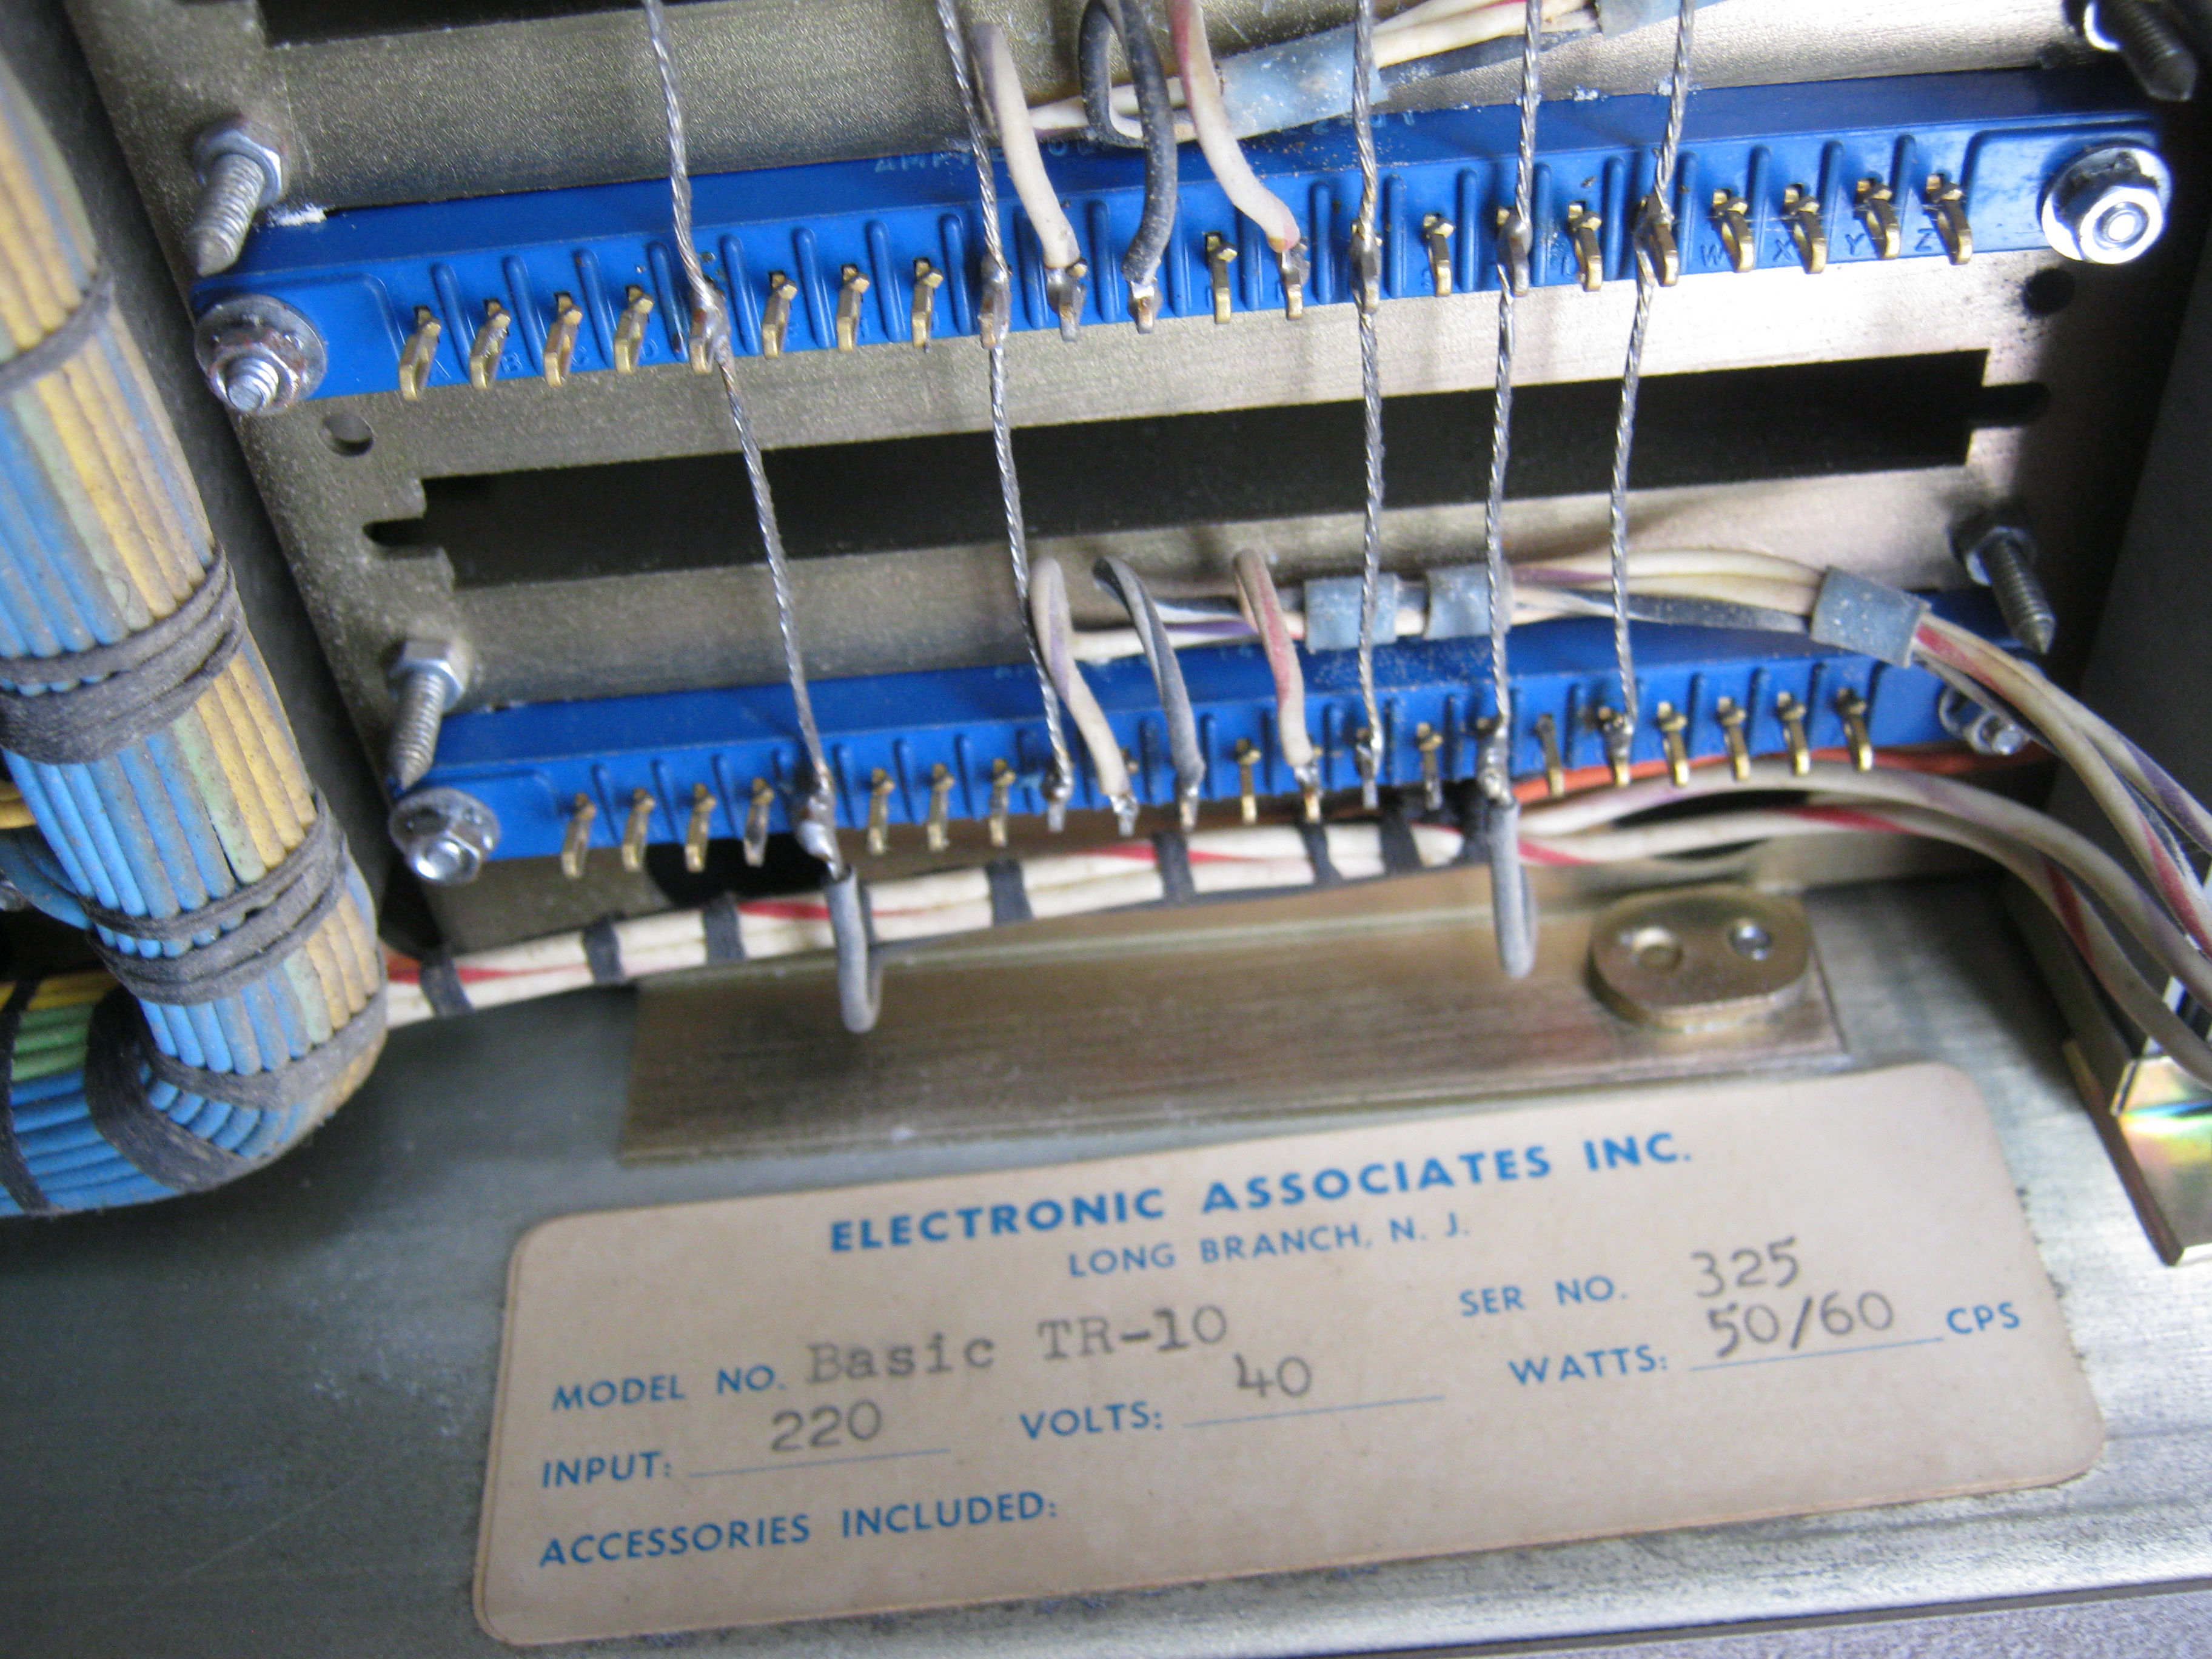 B C D
W X Y Z
ELECTRONIC ASSOCIATES INC.
LONG BRANCH, N. J.
MODEL NO. Basic TR-10 SER NO. 325
INPUT: 220 VOLTS: 40 WATTS: 50/60 CPS
ACCESSORIES INCLUDED: